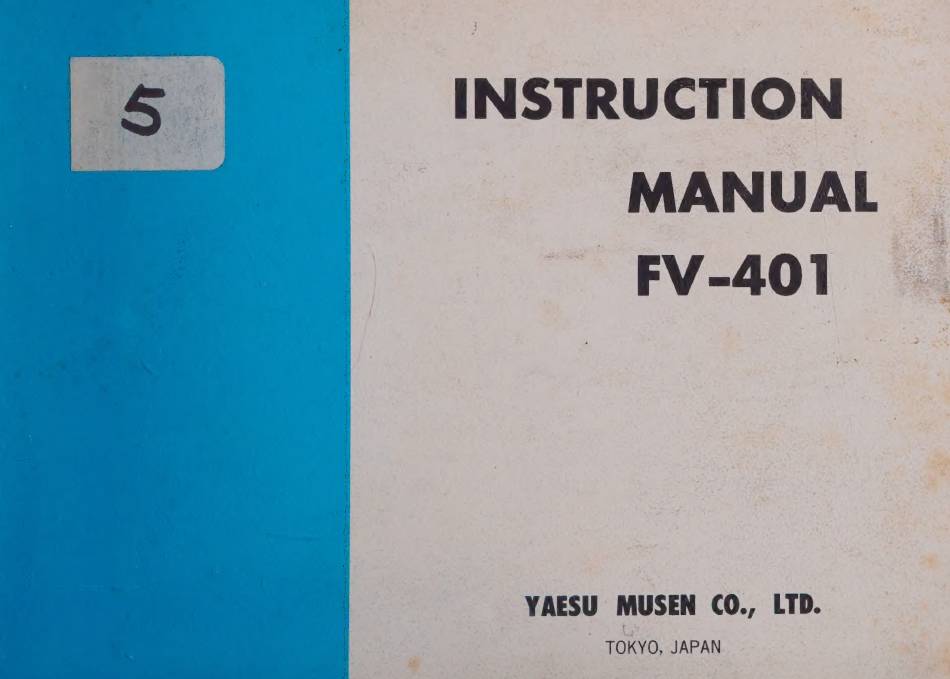 5
INSTRUCTION
MANUAL
FV-401
YAESU MUSEN CO., LTD.
TOKYO, JAPAN